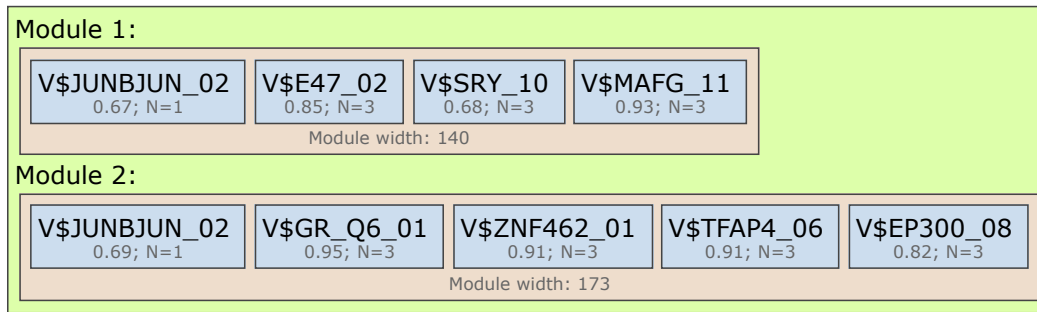 Module 1:
V$JUNBJUN_02 V$E47_02 V$SRY_10 V$MAFG_11
0.67; N=1 0.85; N=3 0.68; N=3 0.93; N=3
Module width: 140
Module 2:
V$JUNBJUN_02 V$GR_Q6_01 V$ZNF462_01 V$TFAP4_06 V$EP300_08
0.69; N=1 0.95; N=3 0.91; N=3 0.91; N=3 0.82; N=3
Module width: 173